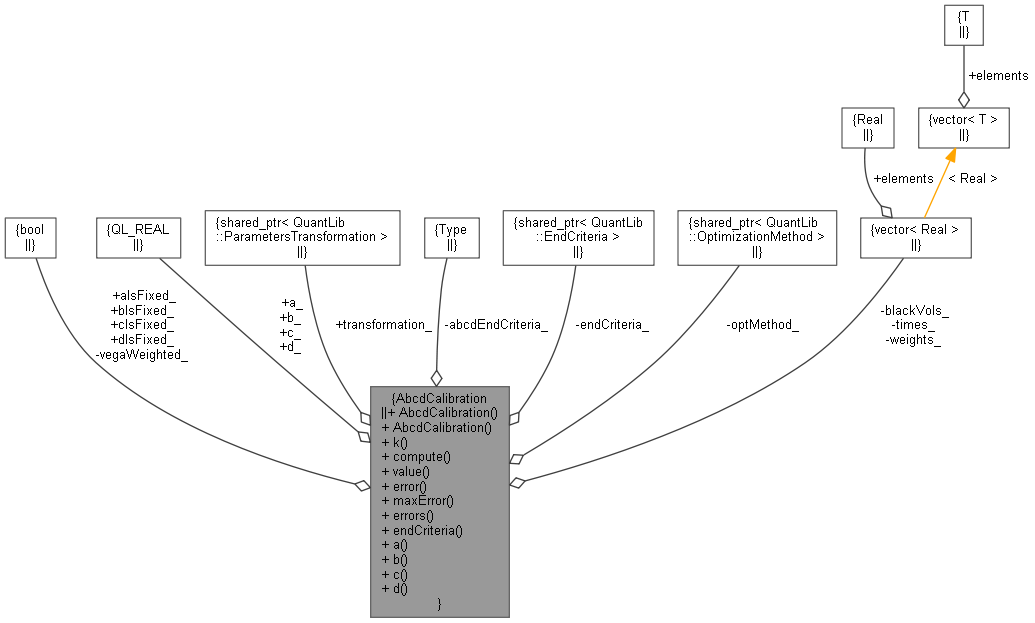 {T
||}
+elements
{Real
||}
{vector< T >
||}
+elements
< Real >
{bool
||}
{QL_REAL
||}
{shared_ptr< QuantLib
::ParametersTransformation >
||}
{Type
||}
{shared_ptr< QuantLib
::EndCriteria >
||}
{shared_ptr< QuantLib
::OptimizationMethod >
||}
{vector< Real >
||}
+aIsFixed_
+bIsFixed_
+cIsFixed_
+dIsFixed_
-vegaWeighted_
+a_
+b_
+c_
+d_
+transformation_
-abcdEndCriteria_
-endCriteria_
-optMethod_
-blackVols_
-times_
-weights_
{AbcdCalibration
||+ AbcdCalibration()
+ AbcdCalibration()
+ k()
+ compute()
+ value()
+ error()
+ maxError()
+ errors()
+ endCriteria()
+ a()
+ b()
+ c()
+ d()
}